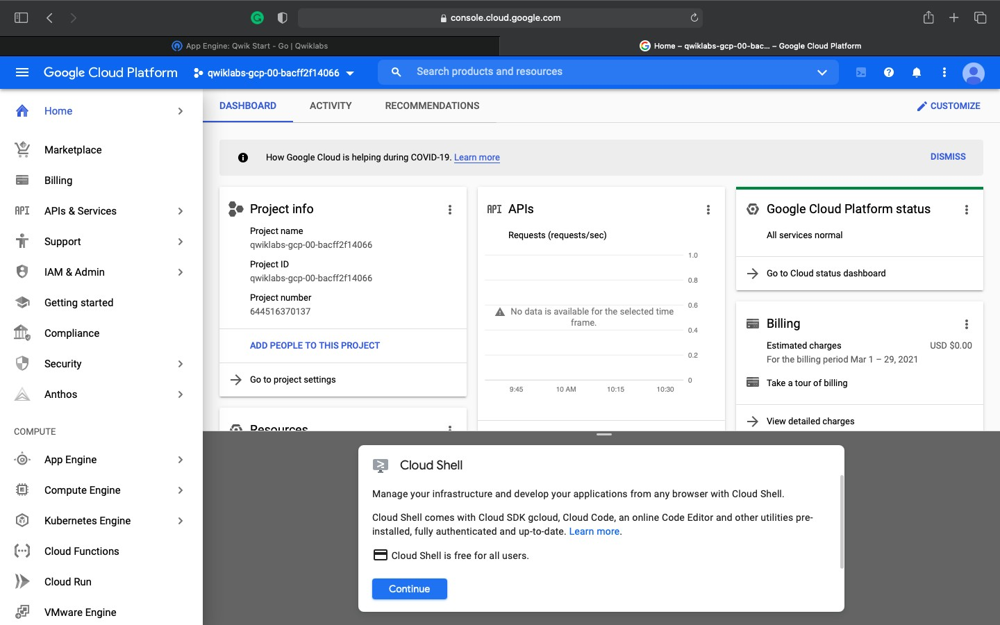 console.cloud.google.com
App Engine: Qwik Start - Go | Qwiklabs
Home – qwiklabs-gcp-00-bac... – Google Cloud Platform
Google Cloud Platform
qwiklabs-gcp-00-bacff2f14066
Search products and resources
Home
Marketplace
Billing
API
APIs & Services
Support
IAM & Admin
Getting started
Compliance
Security
Anthos
COMPUTE
App Engine
Compute Engine
Kubernetes Engine
Cloud Functions
Cloud Run
VMware Engine
DASHBOARD
ACTIVITY
RECOMMENDATIONS
CUSTOMIZE
How Google Cloud is helping during COVID-19. Learn more
DISMISS
Project info
Project name
qwiklabs-gcp-00-bacff2f14066
Project ID
qwiklabs-gcp-00-bacff2f14066
Project number
644516370137
ADD PEOPLE TO THIS PROJECT
Go to project settings
Resources
API APIs
Requests (requests/sec)
1.0
0.8
0.6
No data is available for the selected time
frame.
0.4
0.2
0
9:45 10 AM 10:15 10:30
Google Cloud Platform status
All services normal
Go to Cloud status dashboard
Billing
Estimated charges USD $0.00
For the billing period Mar 1 – 29, 2021
Take a tour of billing
View detailed charges
Cloud Shell
Manage your infrastructure and develop your applications from any browser with Cloud Shell.
Cloud Shell comes with Cloud SDK gcloud, Cloud Code, an online Code Editor and other utilities pre-
installed, fully authenticated and up-to-date. Learn more.
Cloud Shell is free for all users.
Continue